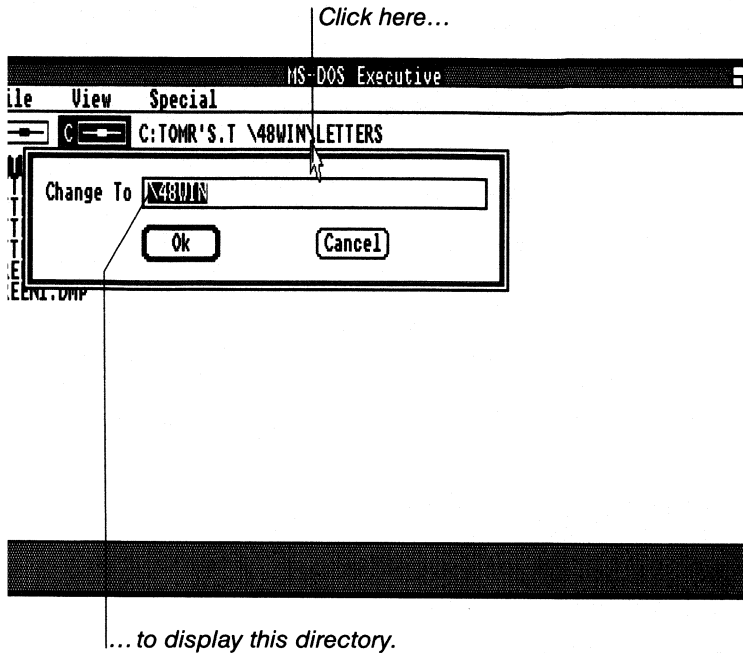 Click here...
MS-DOS Executive
ile View Special
C C:TOMR'S.T \48WIN\LETTERS
Change To \48WIN
Ok Cancel
EENI.DMP
... to display this directory.